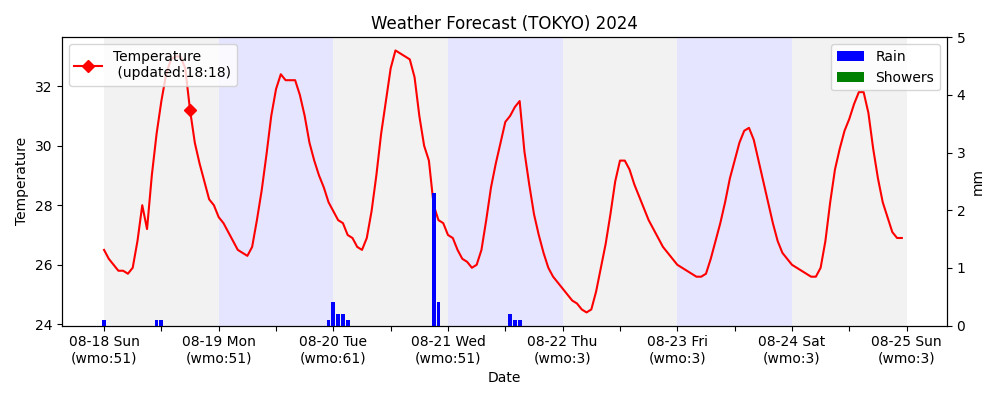 Weather Forecast (TOKYO) 2024
Temperature
(updated:18:18)
Rain
Showers
Temperature
32
30
28
26
24
5
4
3
2
1
0
mm
08-18 Sun 08-19 Mon 08-20 Tue 08-21 Wed 08-22 Thu 08-23 Fri 08-24 Sat 08-25 Sun
(wmo:51) (wmo:51) (wmo:61) (wmo:51) (wmo:3) (wmo:3) (wmo:3) (wmo:3)
Date